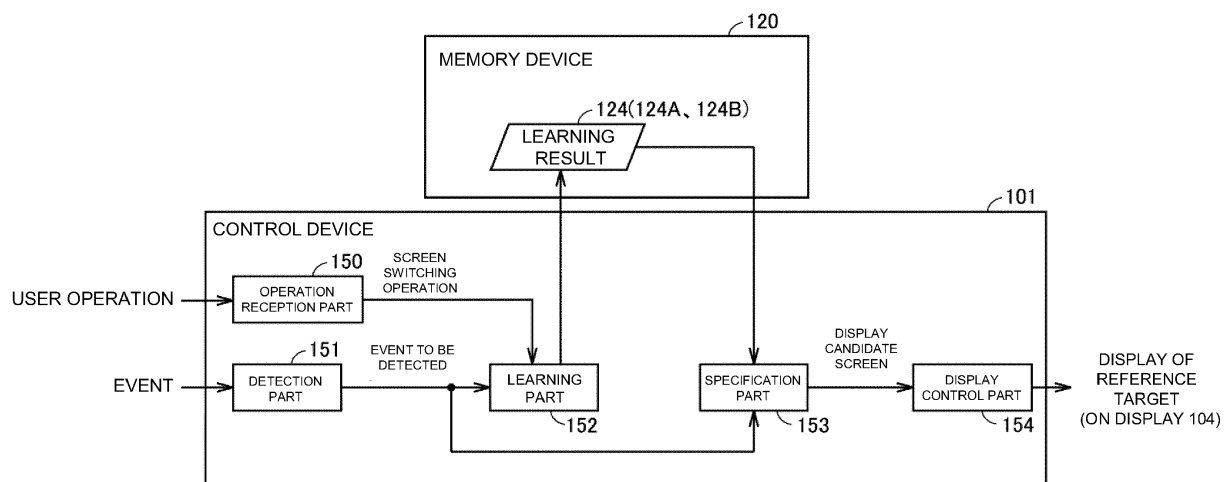 120
MEMORY DEVICE
124(124A、124B)
LEARNING
RESULT
101
CONTROL DEVICE
150
SCREEN
SWITCHING
OPERATION
USER OPERATION
OPERATION
RECEPTION PART
151
EVENT TO BE
DETECTED
DISPLAY
CANDIDATE
SCREEN
EVENT
DETECTION
PART
LEARNING
PART
152
SPECIFICATION
PART
153
DISPLAY
CONTROL PART
154
DISPLAY OF
REFERENCE
TARGET
(ON DISPLAY 104)